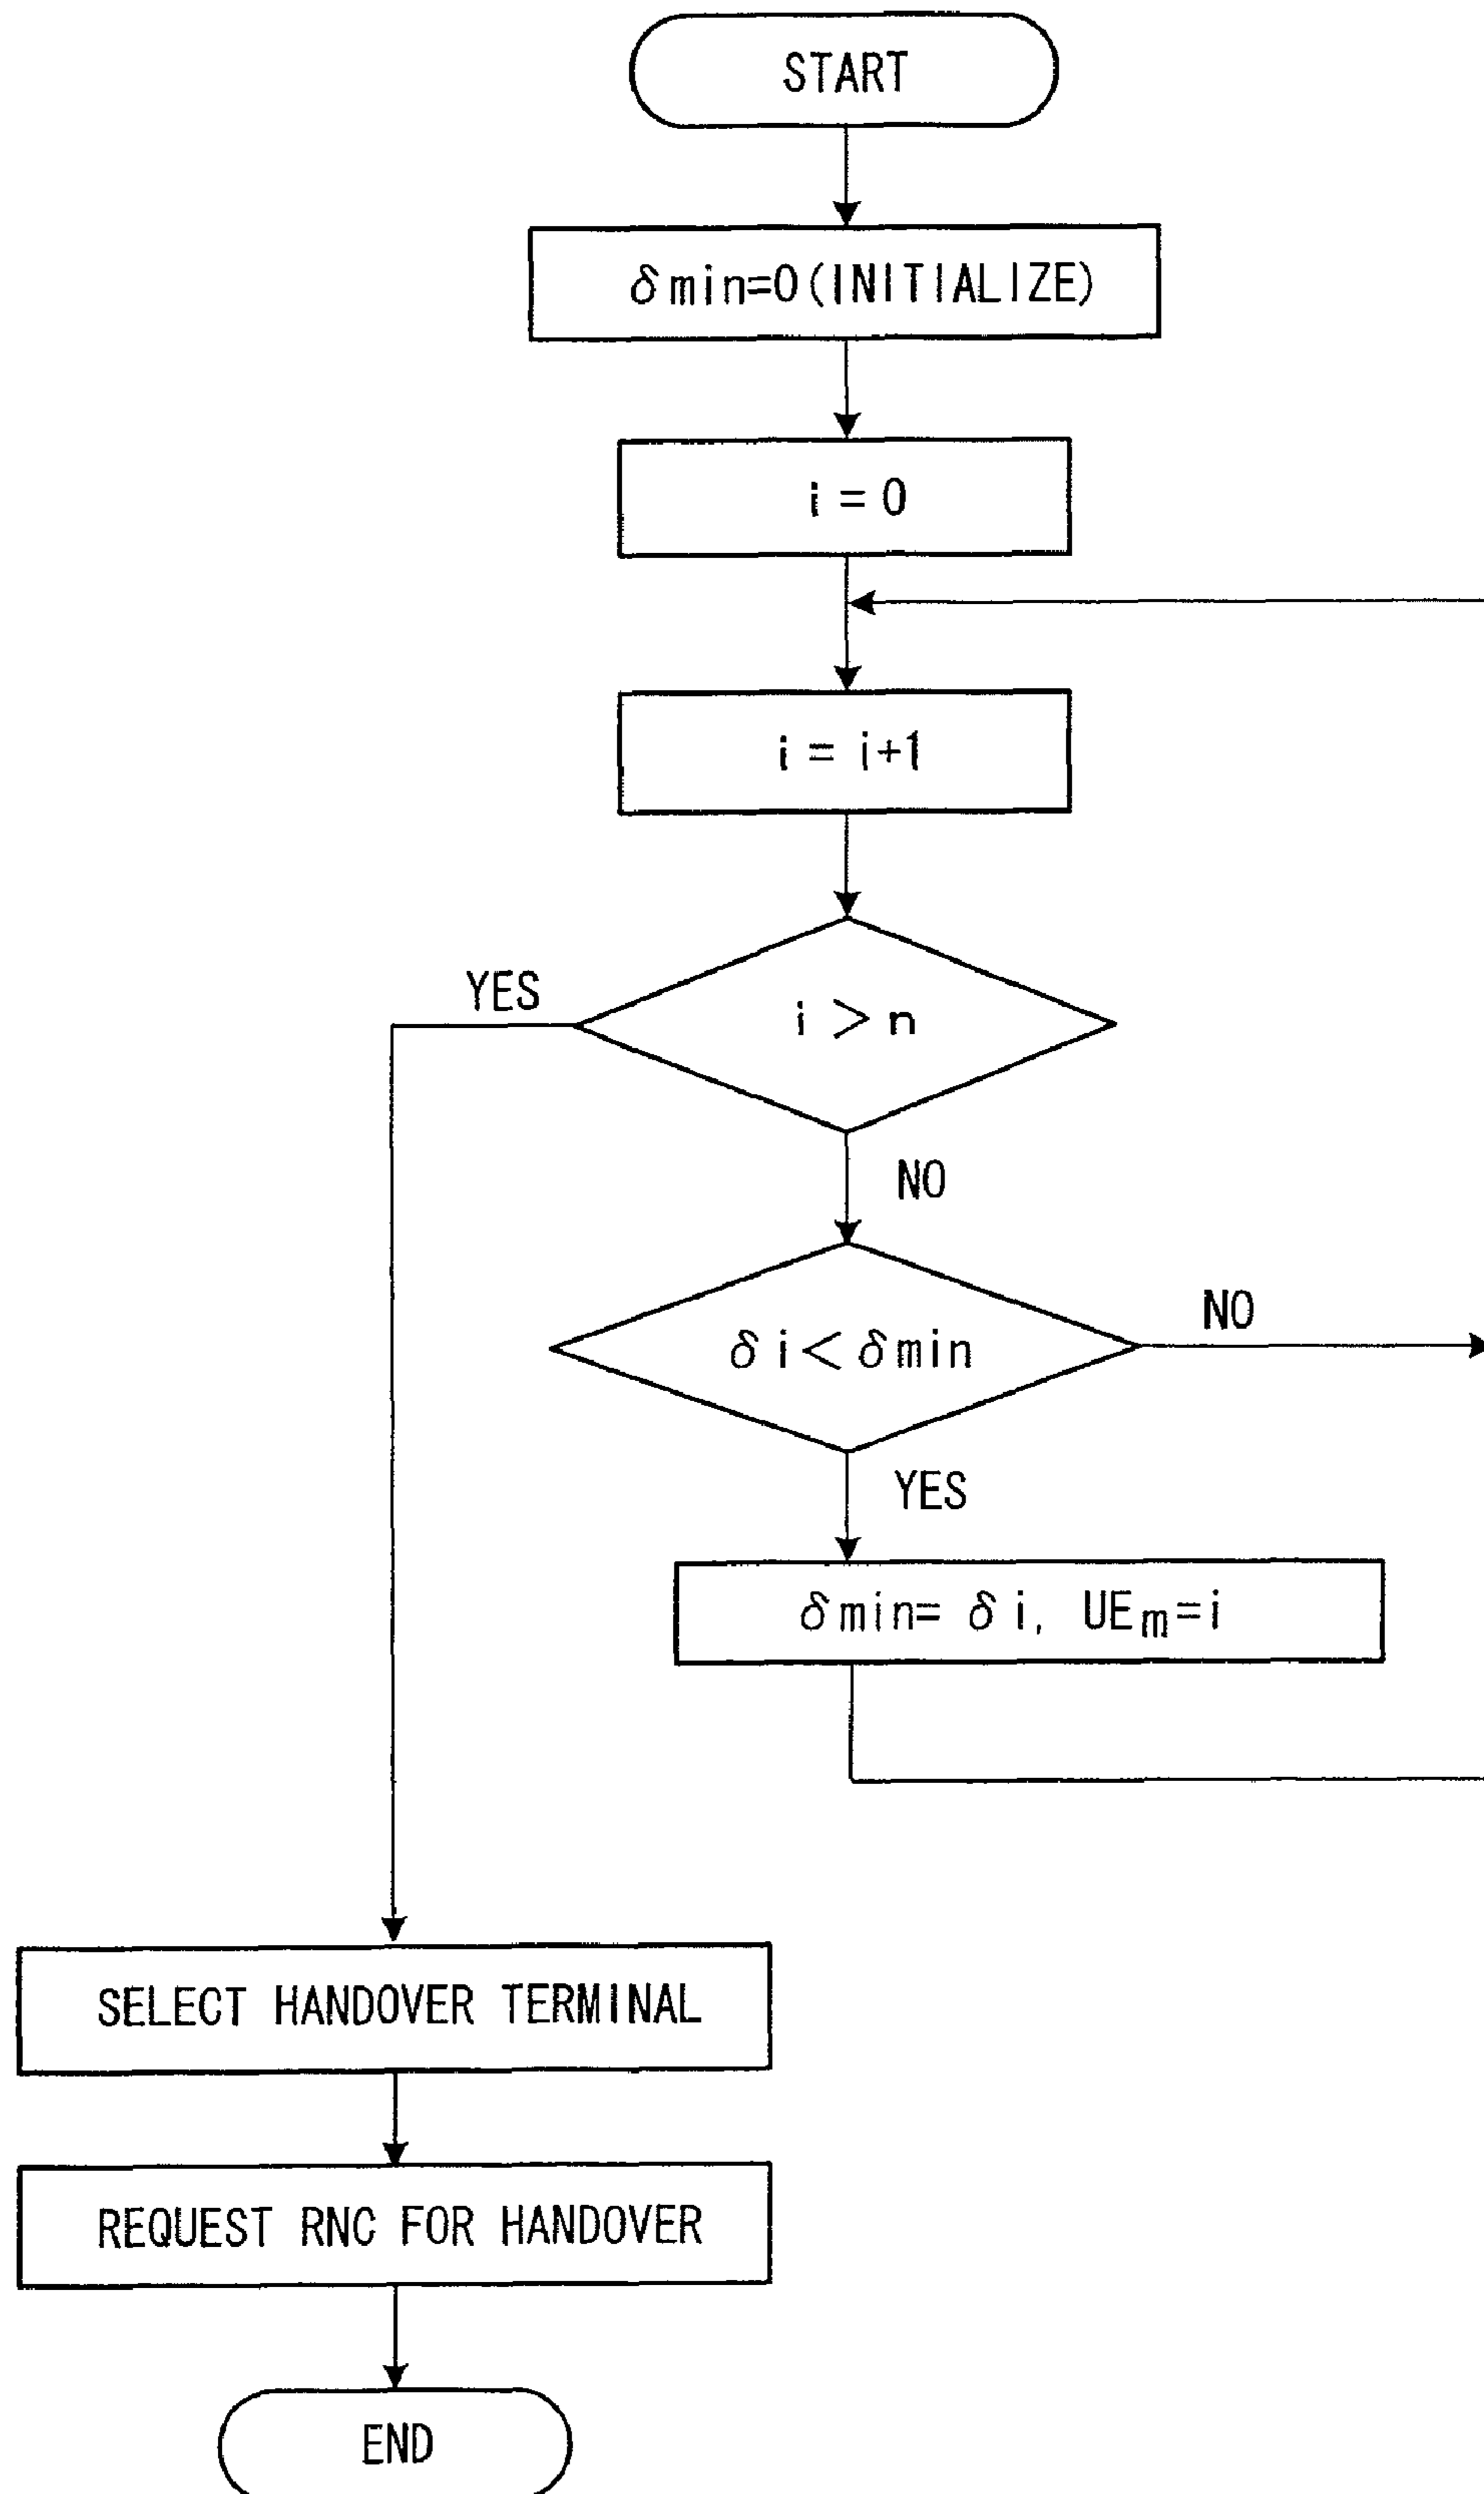 START
δmin=0(INITIALIZE)
i = 0
i = i+1
YES
i > n
NO
NO
δi< δmin
YES
δmin= δi, UEm=i
SELECT HANDOVER TERMINAL
REQUEST RNC FOR HANDOVER
END